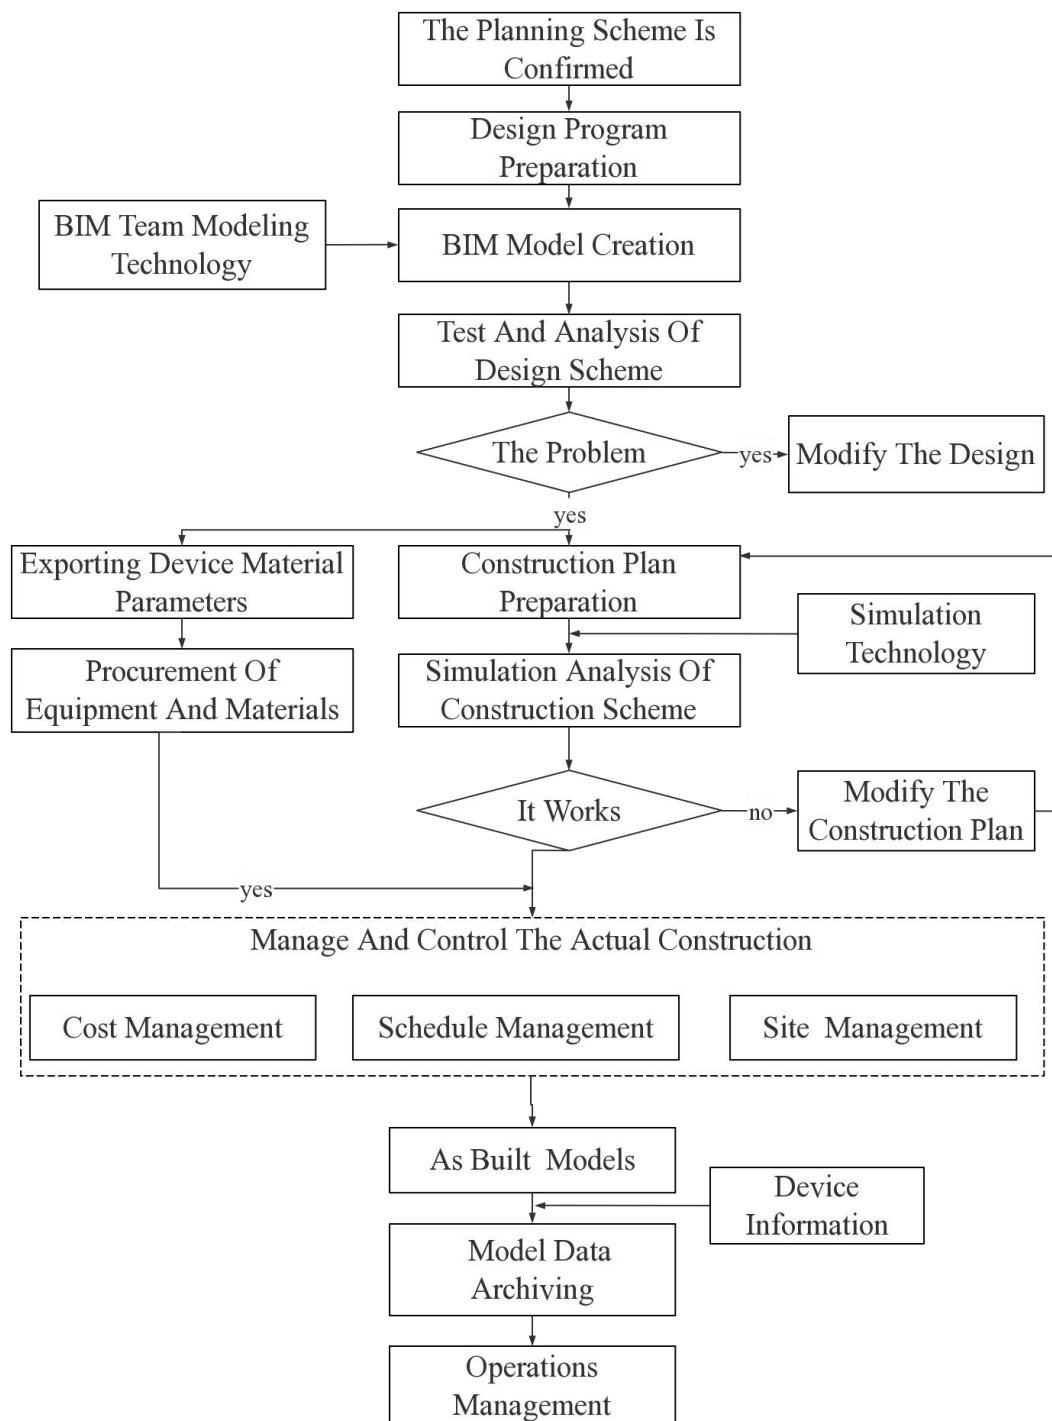 The Planning Scheme Is
Confirmed
Design Program
Preparation
BIM Team Modeling
Technology
BIM Model Creation
Test And Analysis Of
Design Scheme
The Problem
yes
Modify The Design
yes
Exporting Device Material
Parameters
Construction Plan
Preparation
Simulation
Technology
Procurement Of
Equipment And Materials
Simulation Analysis Of
Construction Scheme
It Works
no
Modify The
Construction Plan
yes
Manage And Control The Actual Construction
Cost Management
Schedule Management
Site Management
As Built Models
Device
Information
Model Data
Archiving
Operations
Management